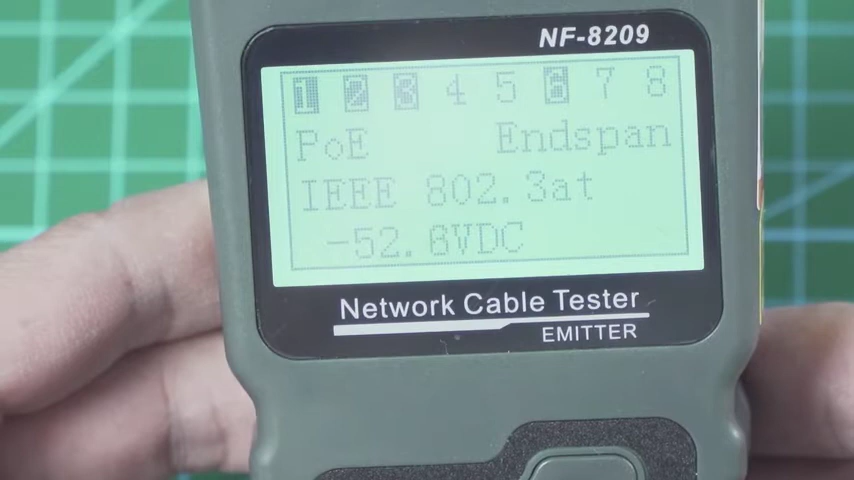 NF-8209
1 2 3 4 5 6 7 8
PoE Endspan
IEEE 802.3at
-52.6VDC
Network Cable Tester
EMITTER